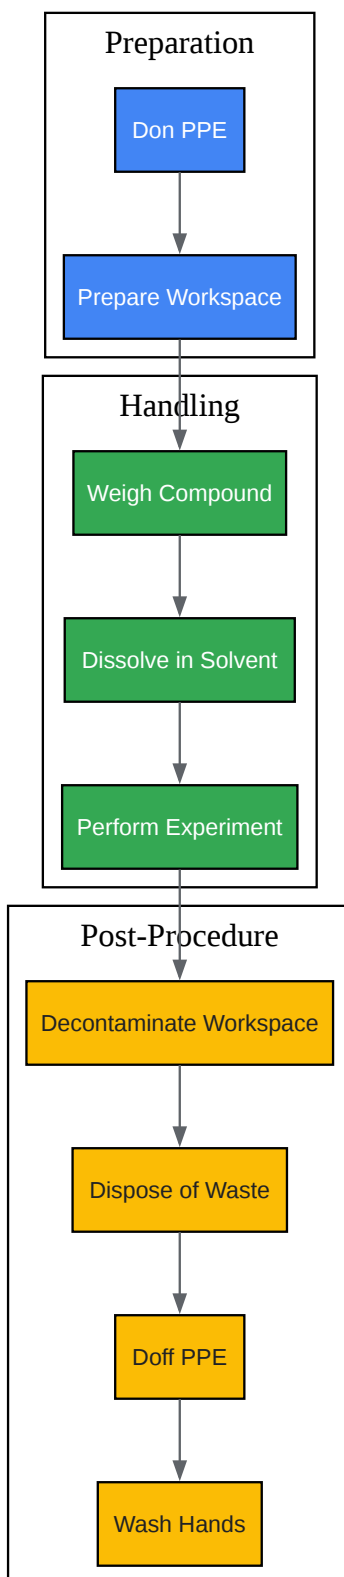 Preparation
Don PPE
Prepare Workspace
Handling
Weigh Compound
Dissolve in Solvent
Perform Experiment
Post-Procedure
Decontaminate Workspace
Dispose of Waste
Doff PPE
Wash Hands